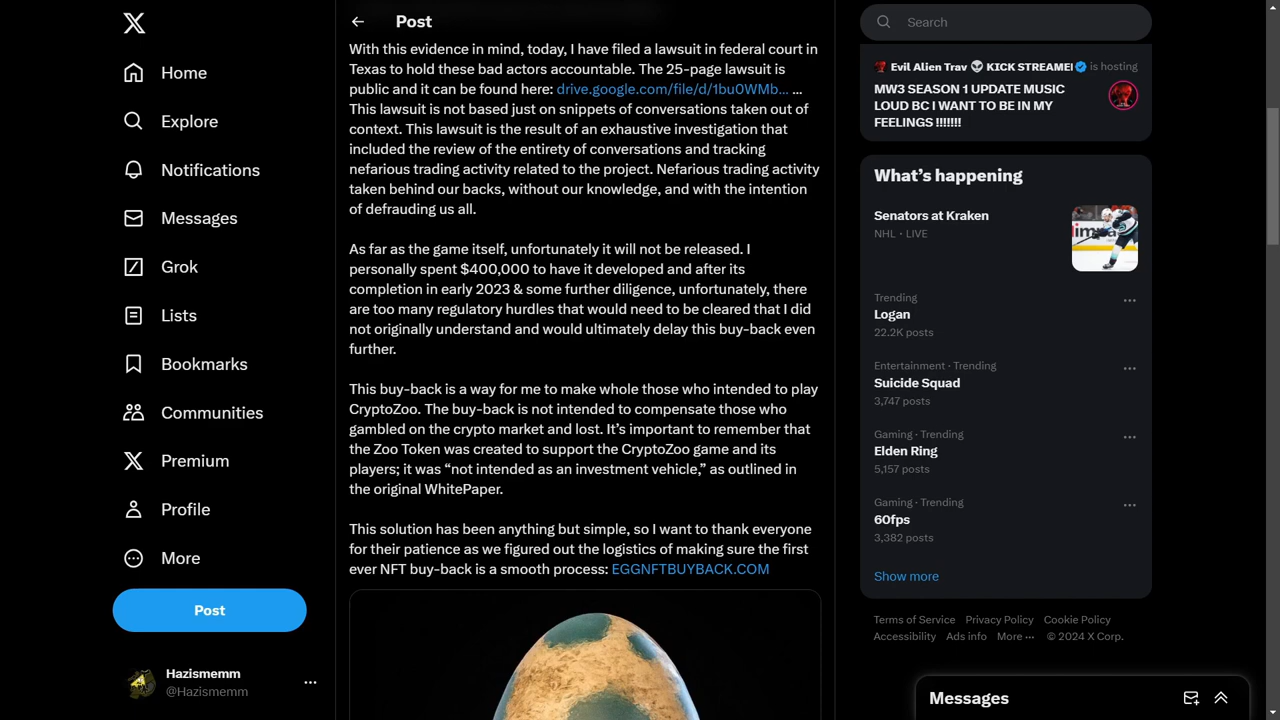 Home
Explore
Notifications
Messages
Grok
Lists
Bookmarks
Communities
Premium
Profile
More
Post
Hazismemm
@Hazismemm
Post
With this evidence in mind, today, I have filed a lawsuit in federal court in
Texas to hold these bad actors accountable. The 25-page lawsuit is
public and it can be found here: drive.google.com/file/d/1bu0WMb... ...
This lawsuit is not based just on snippets of conversations taken out of
context. This lawsuit is the result of an exhaustive investigation that
included the review of the entirety of conversations and tracking
nefarious trading activity related to the project. Nefarious trading activity
taken behind our backs, without our knowledge, and with the intention
of defrauding us all.
As far as the game itself, unfortunately it will not be released. I
personally spent $400,000 to have it developed and after its
completion in early 2023 & some further diligence, unfortunately, there
are too many regulatory hurdles that would need to be cleared that I did
not originally understand and would ultimately delay this buy-back even
further.
This buy-back is a way for me to make whole those who intended to play
CryptoZoo. The buy-back is not intended to compensate those who
gambled on the crypto market and lost. It’s important to remember that
the Zoo Token was created to support the CryptoZoo game and its
players; it was “not intended as an investment vehicle,” as outlined in
the original WhitePaper.
This solution has been anything but simple, so I want to thank everyone
for their patience as we figured out the logistics of making sure the first
ever NFT buy-back is a smooth process: EGGNFTBUYBACK.COM
Search
Evil Alien Trav 👽 KICK STREAMEI is hosting
MW3 SEASON 1 UPDATE MUSIC
LOUD BC I WANT TO BE IN MY
FEELINGS !!!!!!!
What’s happening
Senators at Kraken
NHL · LIVE
Trending
Logan
22.2K posts
Entertainment · Trending
Suicide Squad
3,747 posts
Gaming · Trending
Elden Ring
5,157 posts
Gaming · Trending
60fps
3,382 posts
Show more
Terms of Service Privacy Policy Cookie Policy
Accessibility Ads info More ··· © 2024 X Corp.
Messages